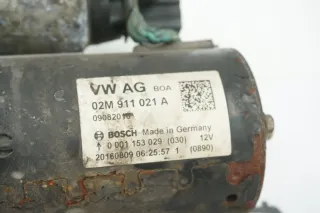 VW AG BOA
02M 911 021 A
BOSCH Made in Germany
0 001 153 029 (030) 12V
20160809 06:25:57 1 (0890)